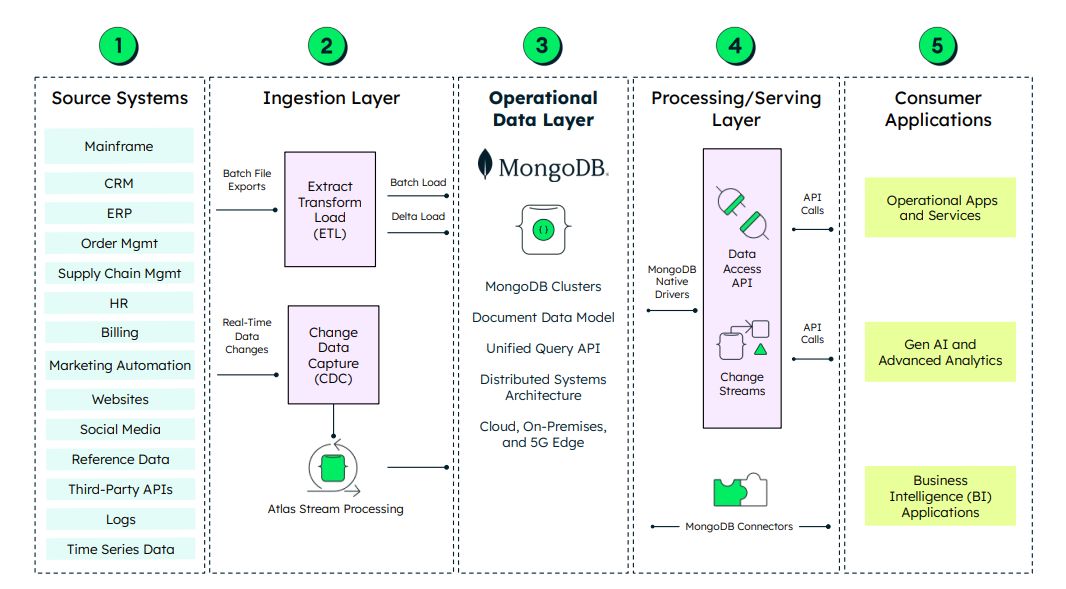 1
2
3
4
5
Source Systems
Mainframe
CRM
ERP
Order Mgmt
Supply Chain Mgmt
HR
Billing
Marketing Automation
Websites
Social Media
Reference Data
Third-Party APIs
Logs
Time Series Data
Ingestion Layer
Batch File
Exports
Extract
Transform
Load
(ETL)
Batch Load
Delta Load
Real-Time
Data
Changes
Change
Data
Capture
(CDC)
Atlas Stream Processing
Operational
Data Layer
MongoDB.
{ }
MongoDB Clusters
Document Data Model
Unified Query API
Distributed Systems
Architecture
Cloud, On-Premises,
and 5G Edge
Processing/Serving
Layer
MongoDB
Native
Drivers
Data
Access
API
Change
Streams
API
Calls
API
Calls
MongoDB Connectors
Consumer
Applications
Operational Apps
and Services
Gen AI and
Advanced Analytics
Business
Intelligence (BI)
Applications